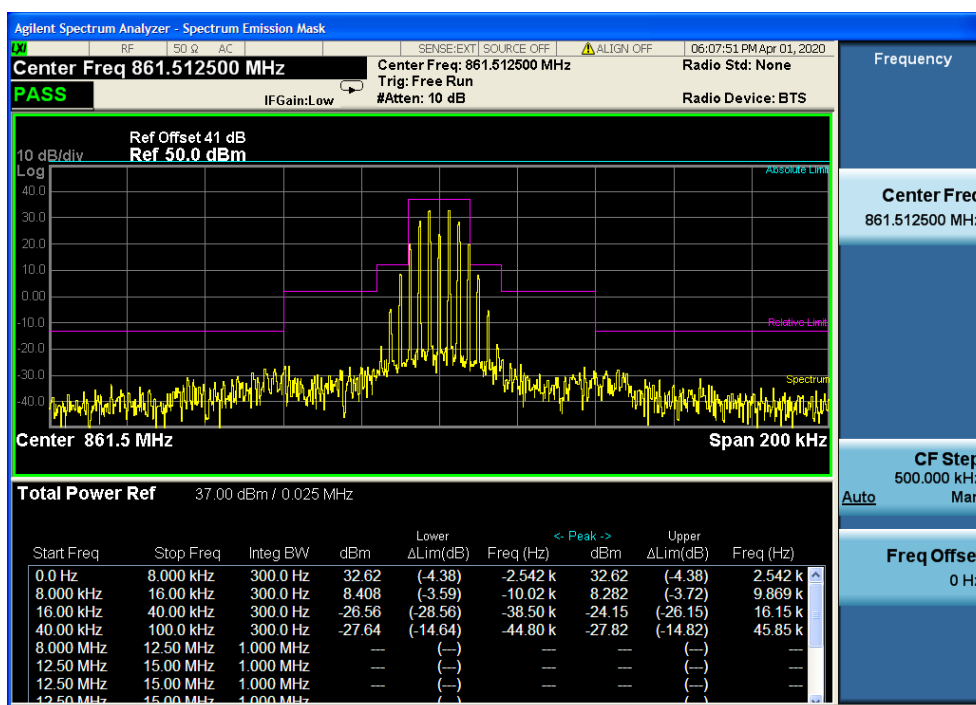 Agilent Spectrum Analyzer - Spectrum Emission Mask
LXI RF 50 Ω AC SENSE:EXT SOURCE OFF ALIGN OFF 06:07:51 PM Apr 01, 2020
Center Freq 861.512500 MHz Center Freq: 861.512500 MHz Radio Std: None
Trig: Free Run
PASS IFGain:Low #Atten: 10 dB Radio Device: BTS
Ref Offset 41 dB
10 dB/div Ref 50.0 dBm
Log Absolute Limit
40.0
30.0
20.0
10.0
0.00
-10.0 Relative Limit
-20.0
-30.0 Spectrum
-40.0
Center 861.5 MHz Span 200 kHz
Total Power Ref 37.00 dBm / 0.025 MHz
Lower <- Peak -> Upper
Start Freq Stop Freq Integ BW dBm ΔLim(dB) Freq (Hz) dBm ΔLim(dB) Freq (Hz)
0.0 Hz 8.000 kHz 300.0 Hz 32.62 (-4.38) -2.542 k 32.62 (-4.38) 2.542 k
8.000 kHz 16.00 kHz 300.0 Hz 8.408 (-3.59) -10.02 k 8.282 (-3.72) 9.869 k
16.00 kHz 40.00 kHz 300.0 Hz -26.56 (-28.56) -38.50 k -24.15 (-26.15) 16.15 k
40.00 kHz 100.0 kHz 300.0 Hz -27.64 (-14.64) -44.80 k -27.82 (-14.82) 45.85 k
8.000 MHz 12.50 MHz 1.000 MHz --- (---) --- --- (---) ---
12.50 MHz 15.00 MHz 1.000 MHz --- (---) --- --- (---) ---
12.50 MHz 15.00 MHz 1.000 MHz --- (---) --- --- (---) ---
12.50 MHz 15.00 MHz 1.000 MHz
Frequency
Center Freq
861.512500 MHz
CF Step
500.000 kHz
Auto Man
Freq Offse
0 Hz